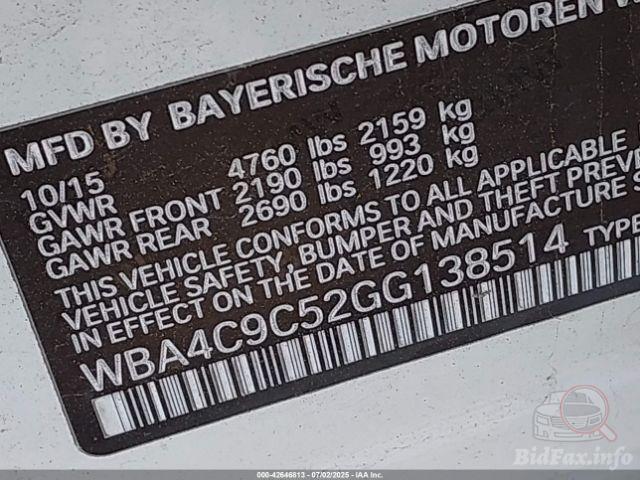 MFD BY BAYERISCHE MOTOREN W
10/15
GVWR 4760 lbs 2159 kg
GAWR FRONT 2190 lbs 993 kg
GAWR REAR 2690 lbs 1220 kg
THIS VEHICLE CONFORMS TO ALL APPLICABLE
VEHICLE SAFETY, BUMPER AND THEFT PREVE
IN EFFECT ON THE DATE OF MANUFACTURE S
WBA4C9C52GG138514 TYPE
BidFax.info
000-42646813 | 07/02/2025 | IAA Inc.